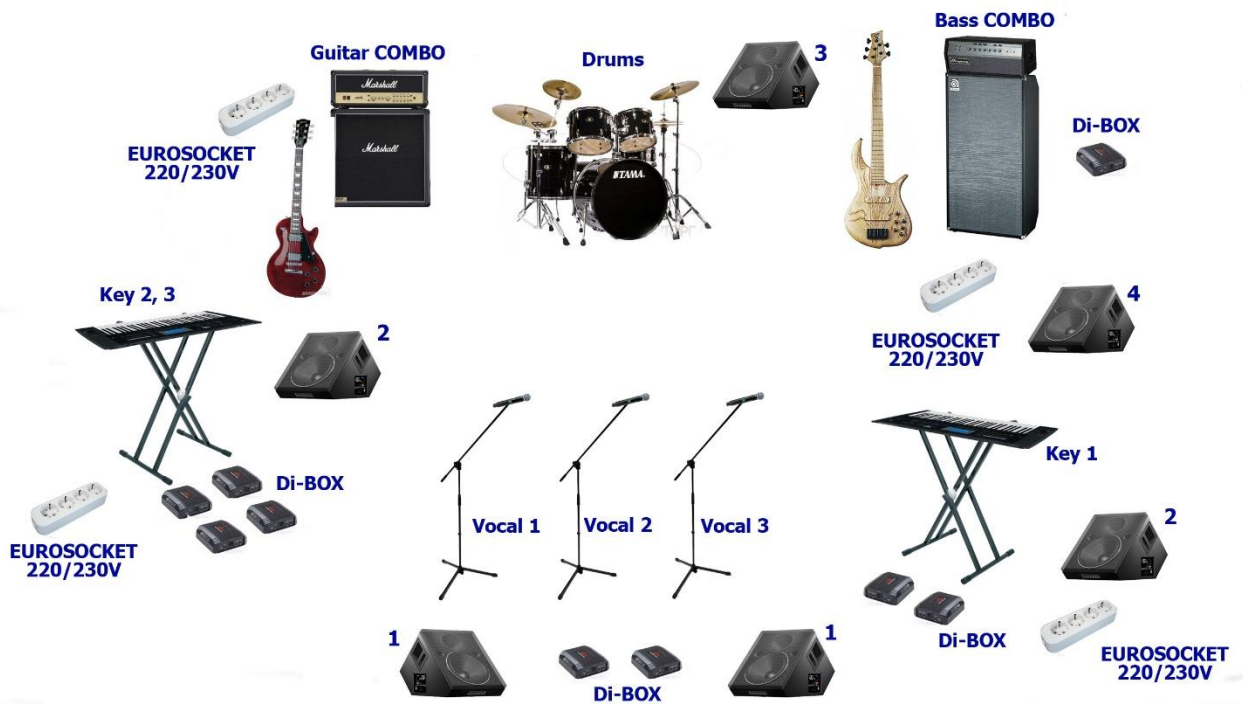 Bass COMBO
Guitar COMBO
Drums
3
Marshall
Marshall
Di-BOX
EUROSOCKET
220/230V
TAMA
Key 2, 3
2
4
EUROSOCKET
220/230V
Key 1
Di-BOX
Vocal 1
Vocal 2
Vocal 3
2
EUROSOCKET
220/230V
1
1
Di-BOX
Di-BOX
EUROSOCKET
220/230V